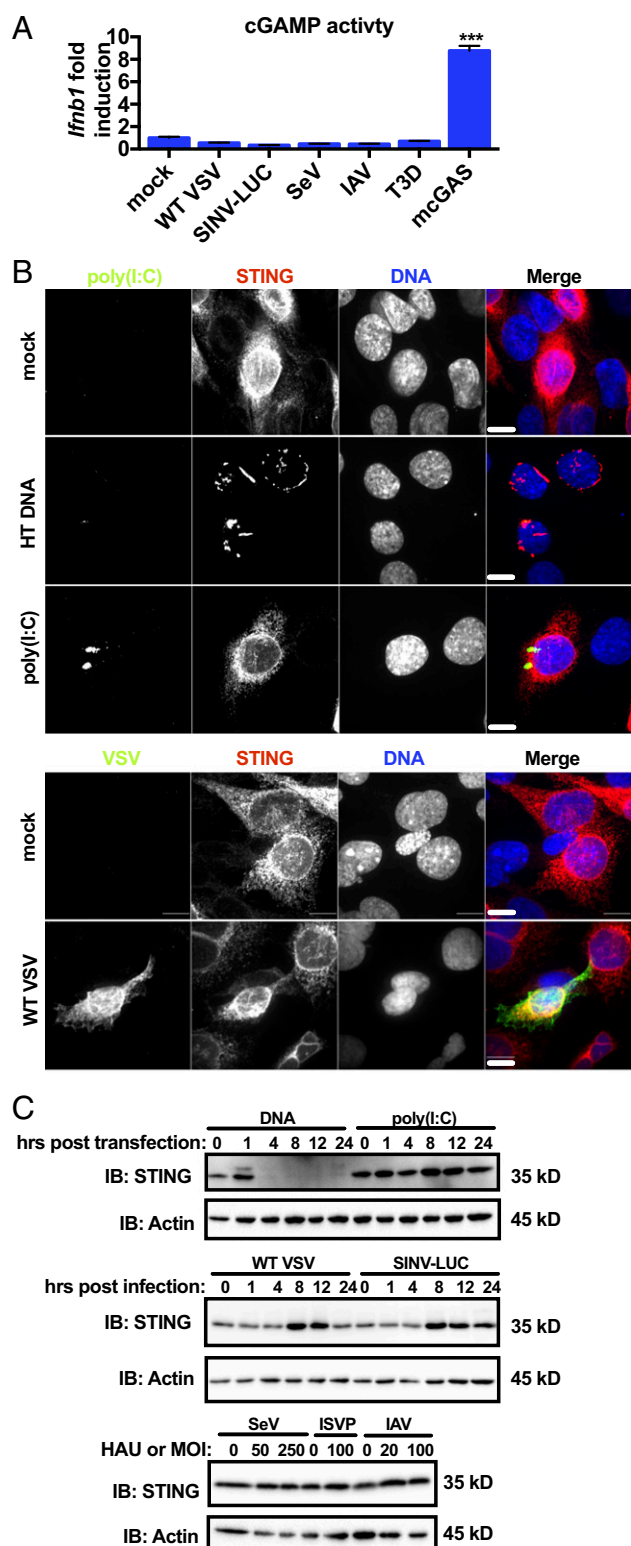 A
cGAMP activty
Ifnb1 fold
induction
10
8
6
4
2
0
***
mock
WT VSV
SINV-LUC
SeV
IAV
T3D
mcGAS
B
poly(I:C) STING DNA Merge
mock
HT DNA
poly(I:C)
VSV STING DNA Merge
mock
WT VSV
C
DNA poly(I:C)
hrs post transfection: 0 1 4 8 12 24 0 1 4 8 12 24
IB: STING 35 kD
IB: Actin 45 kD
WT VSV SINV-LUC
hrs post infection: 0 1 4 8 12 24 0 1 4 8 12 24
IB: STING 35 kD
IB: Actin 45 kD
SeV ISVP IAV
HAU or MOI: 0 50 250 0 100 0 20 100
IB: STING 35 kD
IB: Actin 45 kD